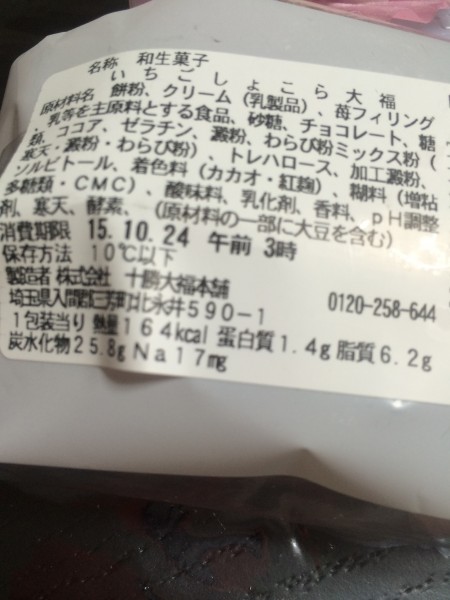 名称 和生菓子
いちごしょこら大福
原材料名 餅粉、クリーム(乳製品)、苺フィリング
乳等を主原料とする食品、砂糖、チョコレート、糖
類、ココア、ゼラチン、澱粉、わらび粉ミックス粉(
寒天・澱粉・わらび粉)、トレハロース、加工澱粉、
ソルビトール、着色料(カカオ・紅麹)、糊料(増粘
多糖類・CMC)、酸味料、乳化剤、香料、pH調整
剤、寒天、酵素、(原材料の一部に大豆を含む)
消費期限 15.10.24 午前3時
保存方法 10℃以下
製造者 株式会社 十勝大福本舗
埼玉県入間郡三芳町北永井590-1 0120-258-644
1包装当り 熱量164kcal 蛋白質1.4g 脂質6.2g
炭水化物25.8g Na17mg